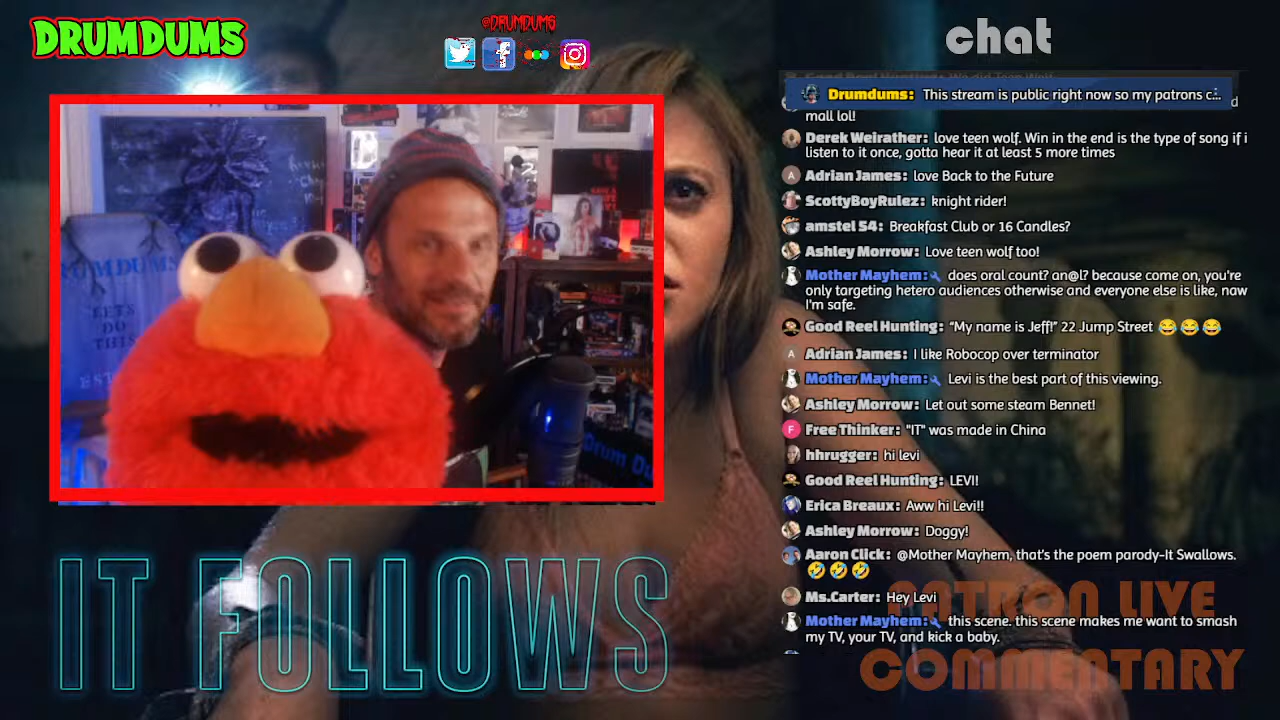 DRUMDUMS
@DRUMDUMS
chat
Drumdums: This stream is public right now so my patrons c...
mall lol!
Derek Weirather: love teen wolf. Win in the end is the type of song if i
listen to it once, gotta hear it at least 5 more times
Adrian James: love Back to the Future
ScottyBoyRulez: knight rider!
amstel 54: Breakfast Club or 16 Candles?
Ashley Morrow: Love teen wolf too!
Mother Mayhem: does oral count? an@l? because come on, you're
only targeting hetero audiences otherwise and everyone else is like, naw
I'm safe.
Good Reel Hunting: “My name is Jeff!” 22 Jump Street 😂😂😂
Adrian James: I like Robocop over terminator
Mother Mayhem: Levi is the best part of this viewing.
Ashley Morrow: Let out some steam Bennet!
Free Thinker: "IT" was made in China
hhrugger: hi levi
Good Reel Hunting: LEVI!
Erica Breaux: Aww hi Levi!!
Ashley Morrow: Doggy!
Aaron Click: @Mother Mayhem, that's the poem parody-It Swallows.
🤣🤣🤣
Ms.Carter: Hey Levi
Mother Mayhem: this scene. this scene makes me want to smash
my TV, your TV, and kick a baby.
LET'S
DO
THIS
Drum Du
IT FOLLOWS
PATRON LIVE
COMMENTARY